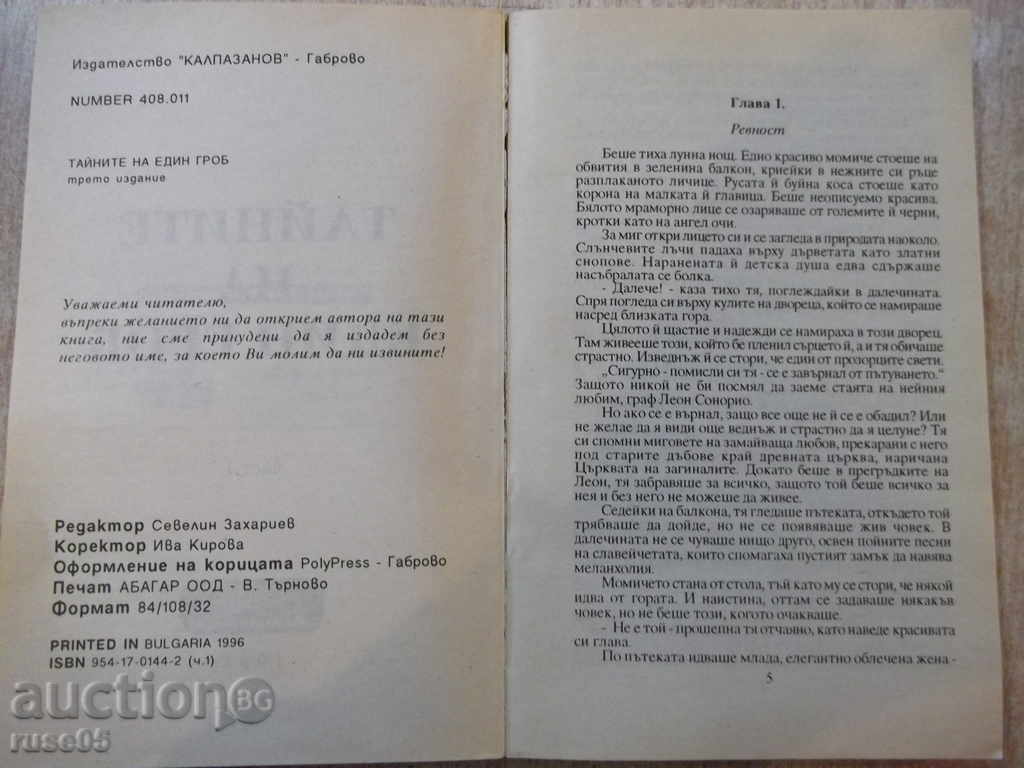 Издателство "КАЛПАЗАНОВ" - Габрово
NUMBER 408.011
ТАЙНИТЕ НА ЕДИН ГРОБ
трето издание
Уважаеми читателю,
въпреки желанието ни да открием автора на тази
книга, ние сме принудени да я издадем без
неговото име, за което Ви молим да ни извините!
Редактор Севелин Захариев
Коректор Ива Кирова
Оформление на корицата PolyPress - Габрово
Печат АБАГАР ООД - В. Търново
Формат 84/108/32
PRINTED IN BULGARIA 1996
ISBN 954-17-0144-2 (ч.1)
Глава 1.
Ревност
Беше тиха лунна нощ. Едно красиво момиче стоеше на
обвития в зеленина балкон, криейки в нежните си ръце
разплаканото личице. Русата ѝ буйна коса стоеше като
корона на малката ѝ главица. Беше неописуемо красива.
Бялото мраморно лице се озаряваше от големите ѝ черни,
кротки като на ангел очи.
За миг откри лицето си и се загледа в природата наоколо.
Слънчевите лъчи падаха върху дърветата като златни
снопове. Наранената ѝ детска душа едва сдържаше
насъбралата се болка.
- Далече! - каза тихо тя, поглеждайки в далечината.
Спря погледа си върху кулите на двореца, който се намираше
насред близката гора.
Цялото ѝ щастие и надежди се намираха в този дворец.
Там живееше този, който бе пленил сърцето ѝ, а и тя обичаше
страстно. Изведнъж ѝ се стори, че един от прозорците свети.
„Сигурно - помисли си тя - се е завърнал от пътуването."
Защото никой не би посмял да заеме стаята на нейния
любим, граф Леон Сонорио.
Но ако се е върнал, защо все още не ѝ се е обадил? Или
не желае да я види още веднъж и страстно да я целуне? Тя
си спомни миговете на замайваща любов, прекарани с него
под старите дъбове край древната църква, наричана
Църквата на загиналите. Докато беше в прегръдките на
Леон, тя забравяше за всичко, защото той беше всичко за
нея и без него не можеше да живее.
Седейки на балкона, тя гледаше пътеката, откъдето той
трябваше да дойде, но не се появяваше жив човек. В
далечината не се чуваше нищо друго, освен пойните песни
на славейчетата, които спомагаха пустият замък да навява
меланхолия.
Момичето стана от стола, тъй като му се стори, че някой
идва от гората. И наистина, оттам се задаваше някакъв
човек, но не беше този, когото очакваше.
- Не е той - прошепна тя отчаяно, като наведе красивата
си глава.
По пътеката идваше млада, елегантно облечена жена -
5
auctionBG
ruse05